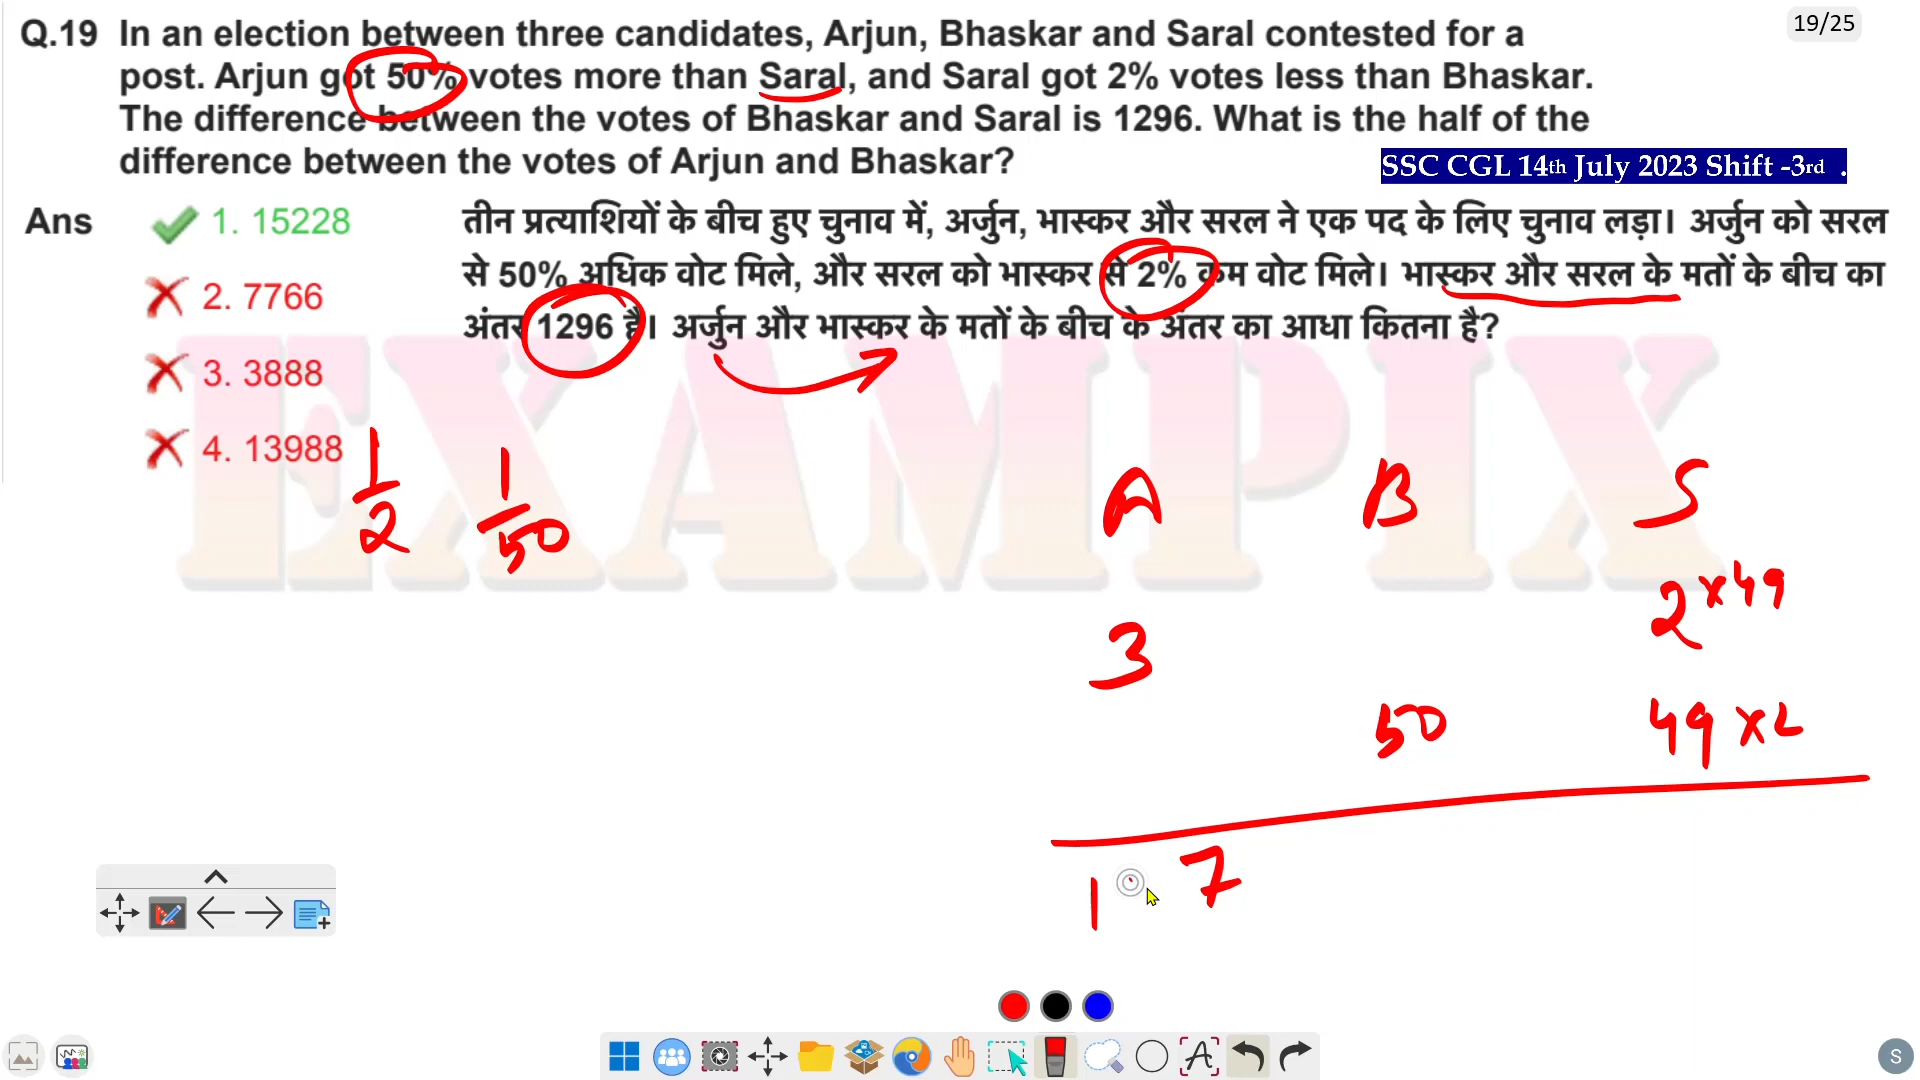 19/25
Q.19 In an election between three candidates, Arjun, Bhaskar and Saral contested for a
post. Arjun got 50% votes more than Saral, and Saral got 2% votes less than Bhaskar.
The difference between the votes of Bhaskar and Saral is 1296. What is the half of the
difference between the votes of Arjun and Bhaskar?
SSC CGL 14th July 2023 Shift -3rd .
Ans
1. 15228
2. 7766
3. 3888
4. 13988
तीन प्रत्याशियों के बीच हुए चुनाव में, अर्जुन, भास्कर और सरल ने एक पद के लिए चुनाव लड़ा। अर्जुन को सरल
से 50% अधिक वोट मिले, और सरल को भास्कर से 2% कम वोट मिले। भास्कर और सरल के मतों के बीच का
अंतर 1296 है। अर्जुन और भास्कर के मतों के बीच के अंतर का आधा कितना है?
EXAMPIX
1/2 1/50
A B S
2×49
3
50 49×2
1 7
S